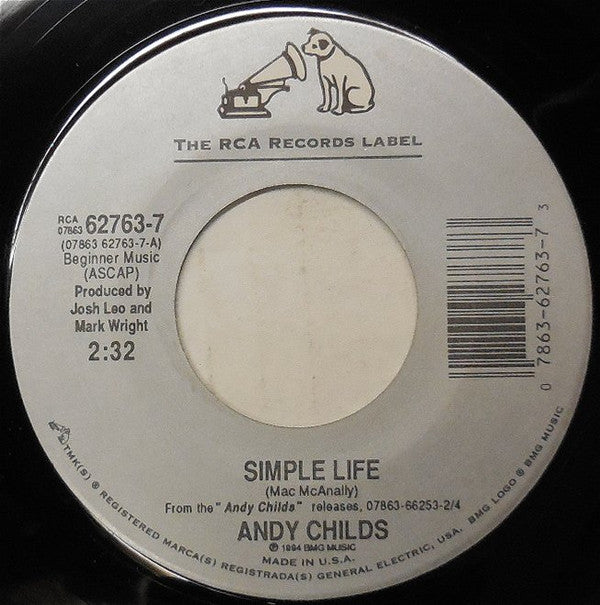 THE RCA RECORDS LABEL
RCA
07863 62763-7
(07863 62763-7-A)
Beginner Music
(ASCAP)
Produced by
Josh Leo and
Mark Wright
2:32
0 7863-62763-7 3
SIMPLE LIFE
(Mac McAnally)
From the "Andy Childs" releases, 07863-66253-2/4
ANDY CHILDS
℗ 1994 BMG MUSIC
MADE IN U.S.A.
TMK(S) ® REGISTERED MARCA(S) REGISTRADA(S) GENERAL ELECTRIC, USA. BMG LOGO ® BMG MUSIC